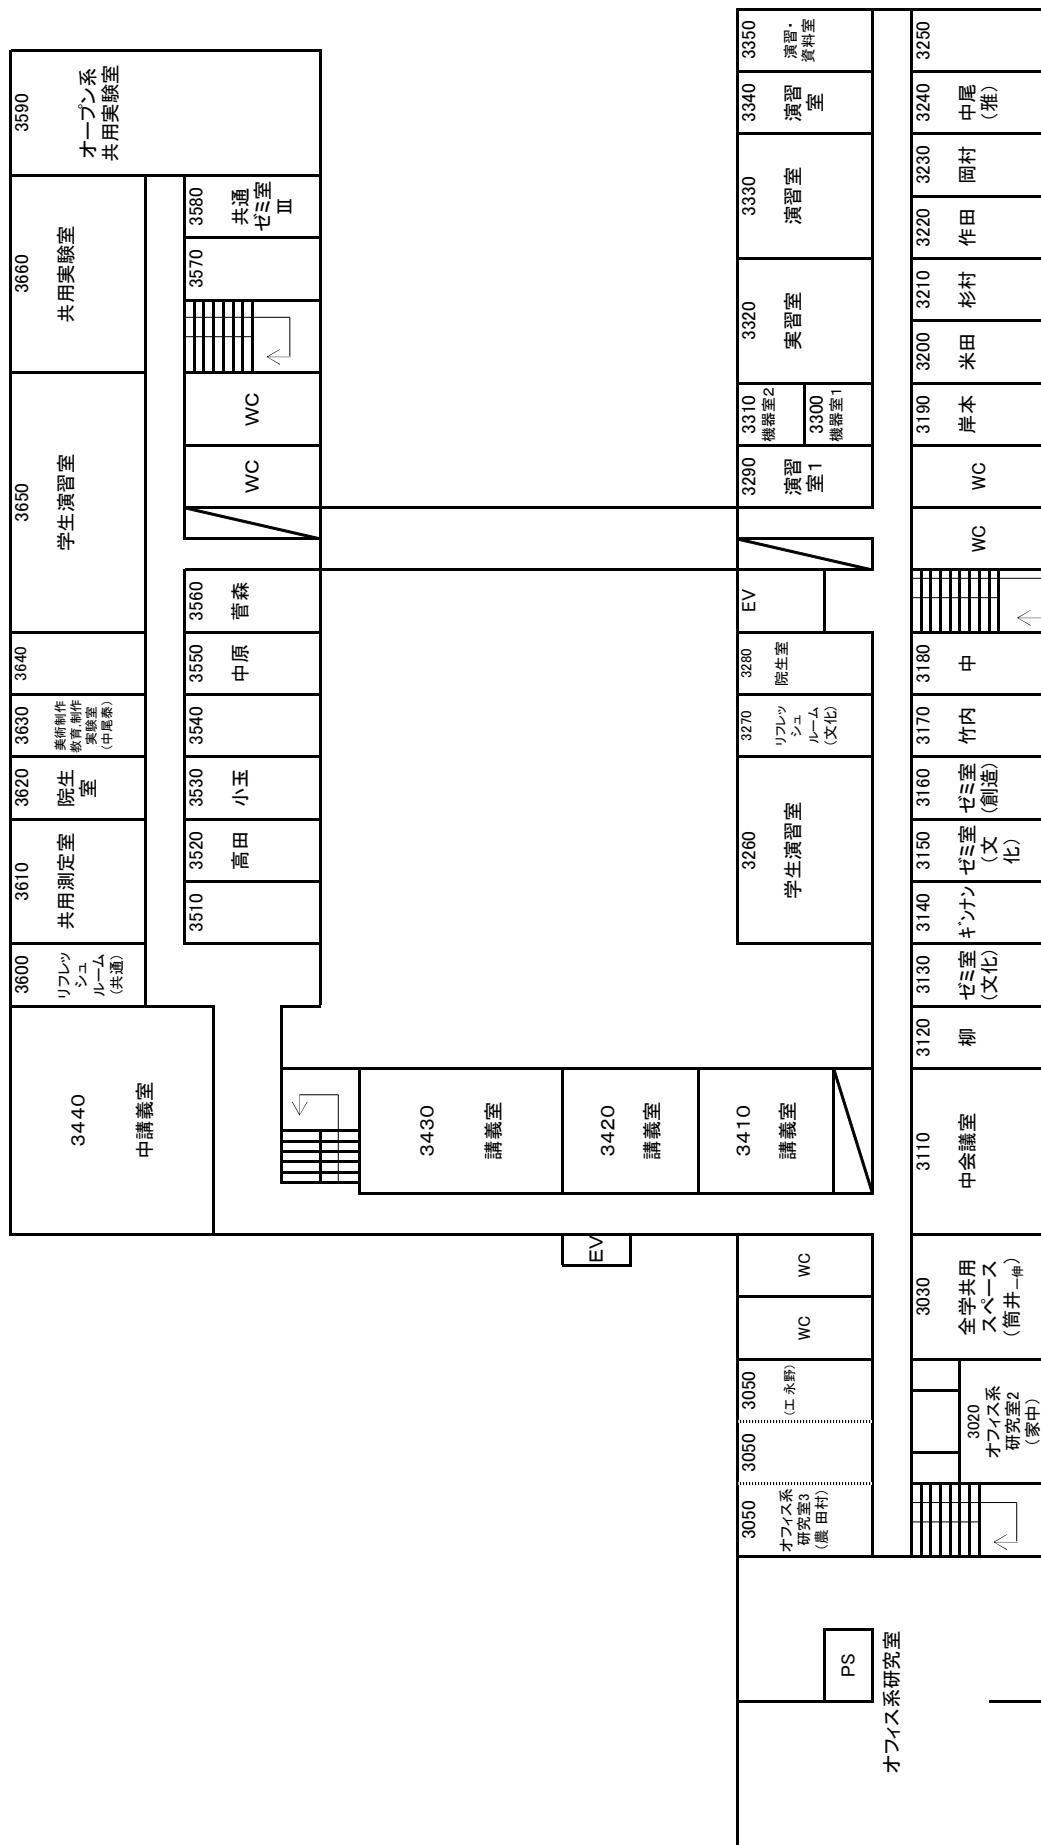 3590
オープン系
共用実験室
3660
共用実験室
3650
学生演習室
3640
3630
美術制作
教育,制作
実験室
(中尾泰)
3620
院生
室
3610
共用測定室
3600
リフレッ
シュ
ルーム
(共通)
3580
共通
ゼミ室
Ⅲ
3570
WC
WC
3560
菅森
3550
中原
3540
3530
小玉
3520
高田
3510
3440
中講義室
3430
講義室
3420
講義室
3410
講義室
EV
3350
演習・
資料室
3340
演習
室
3330
演習室
3320
実習室
3310
機器室2
3300
機器室1
3290
演習
室1
EV
3280
院生室
3270
リフレッ
シュ
ルーム
(文化)
3260
学生演習室
3250
3240
中尾
(雅)
3230
岡村
3220
作田
3210
杉村
3200
米田
3190
岸本
WC
WC
3180
中
3170
竹内
3160
ゼミ室
(創造)
3150
ゼミ室
(文
化)
3140
ギンナン
3130
ゼミ室
(文化)
3120
柳
3110
中会議室
WC
WC
3050
(工 永野)
3050
3050
オフィス系
研究室3
(農 田村)
3030
全学共用
スペース
(筒井一伸)
3020
オフィス系
研究室2
(家中)
PS
オフィス系研究室